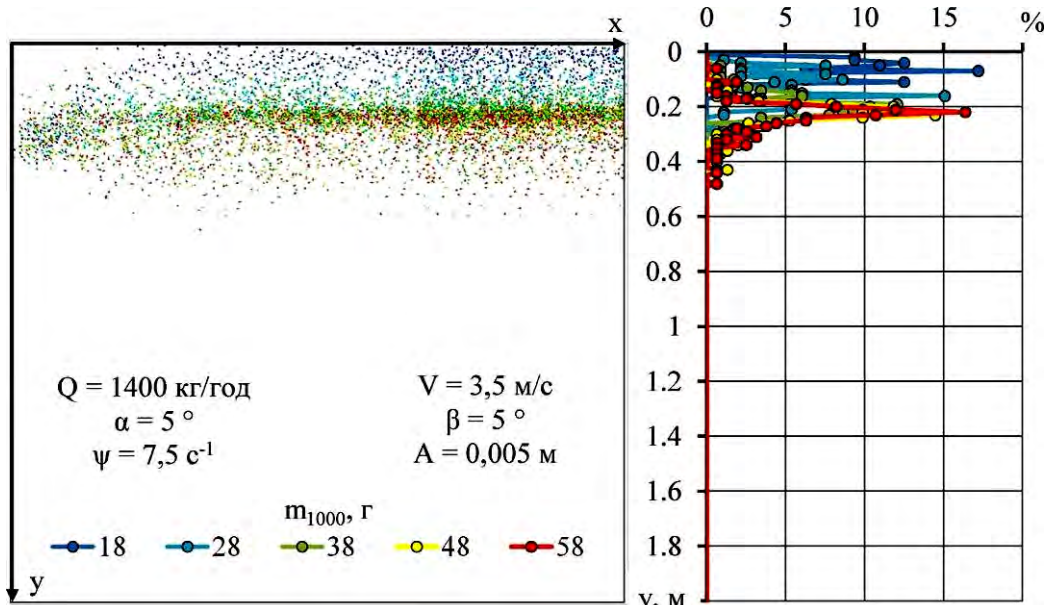 x
0 5 10 15 %
0
0.2
0.4
0.6
0.8
1
1.2
1.4
1.6
1.8
y, м
Q = 1400 кг/год
α = 5 °
ψ = 7,5 с-1
V = 3,5 м/с
β = 5 °
A = 0,005 м
m1000, г
18 28 38 48 58
y